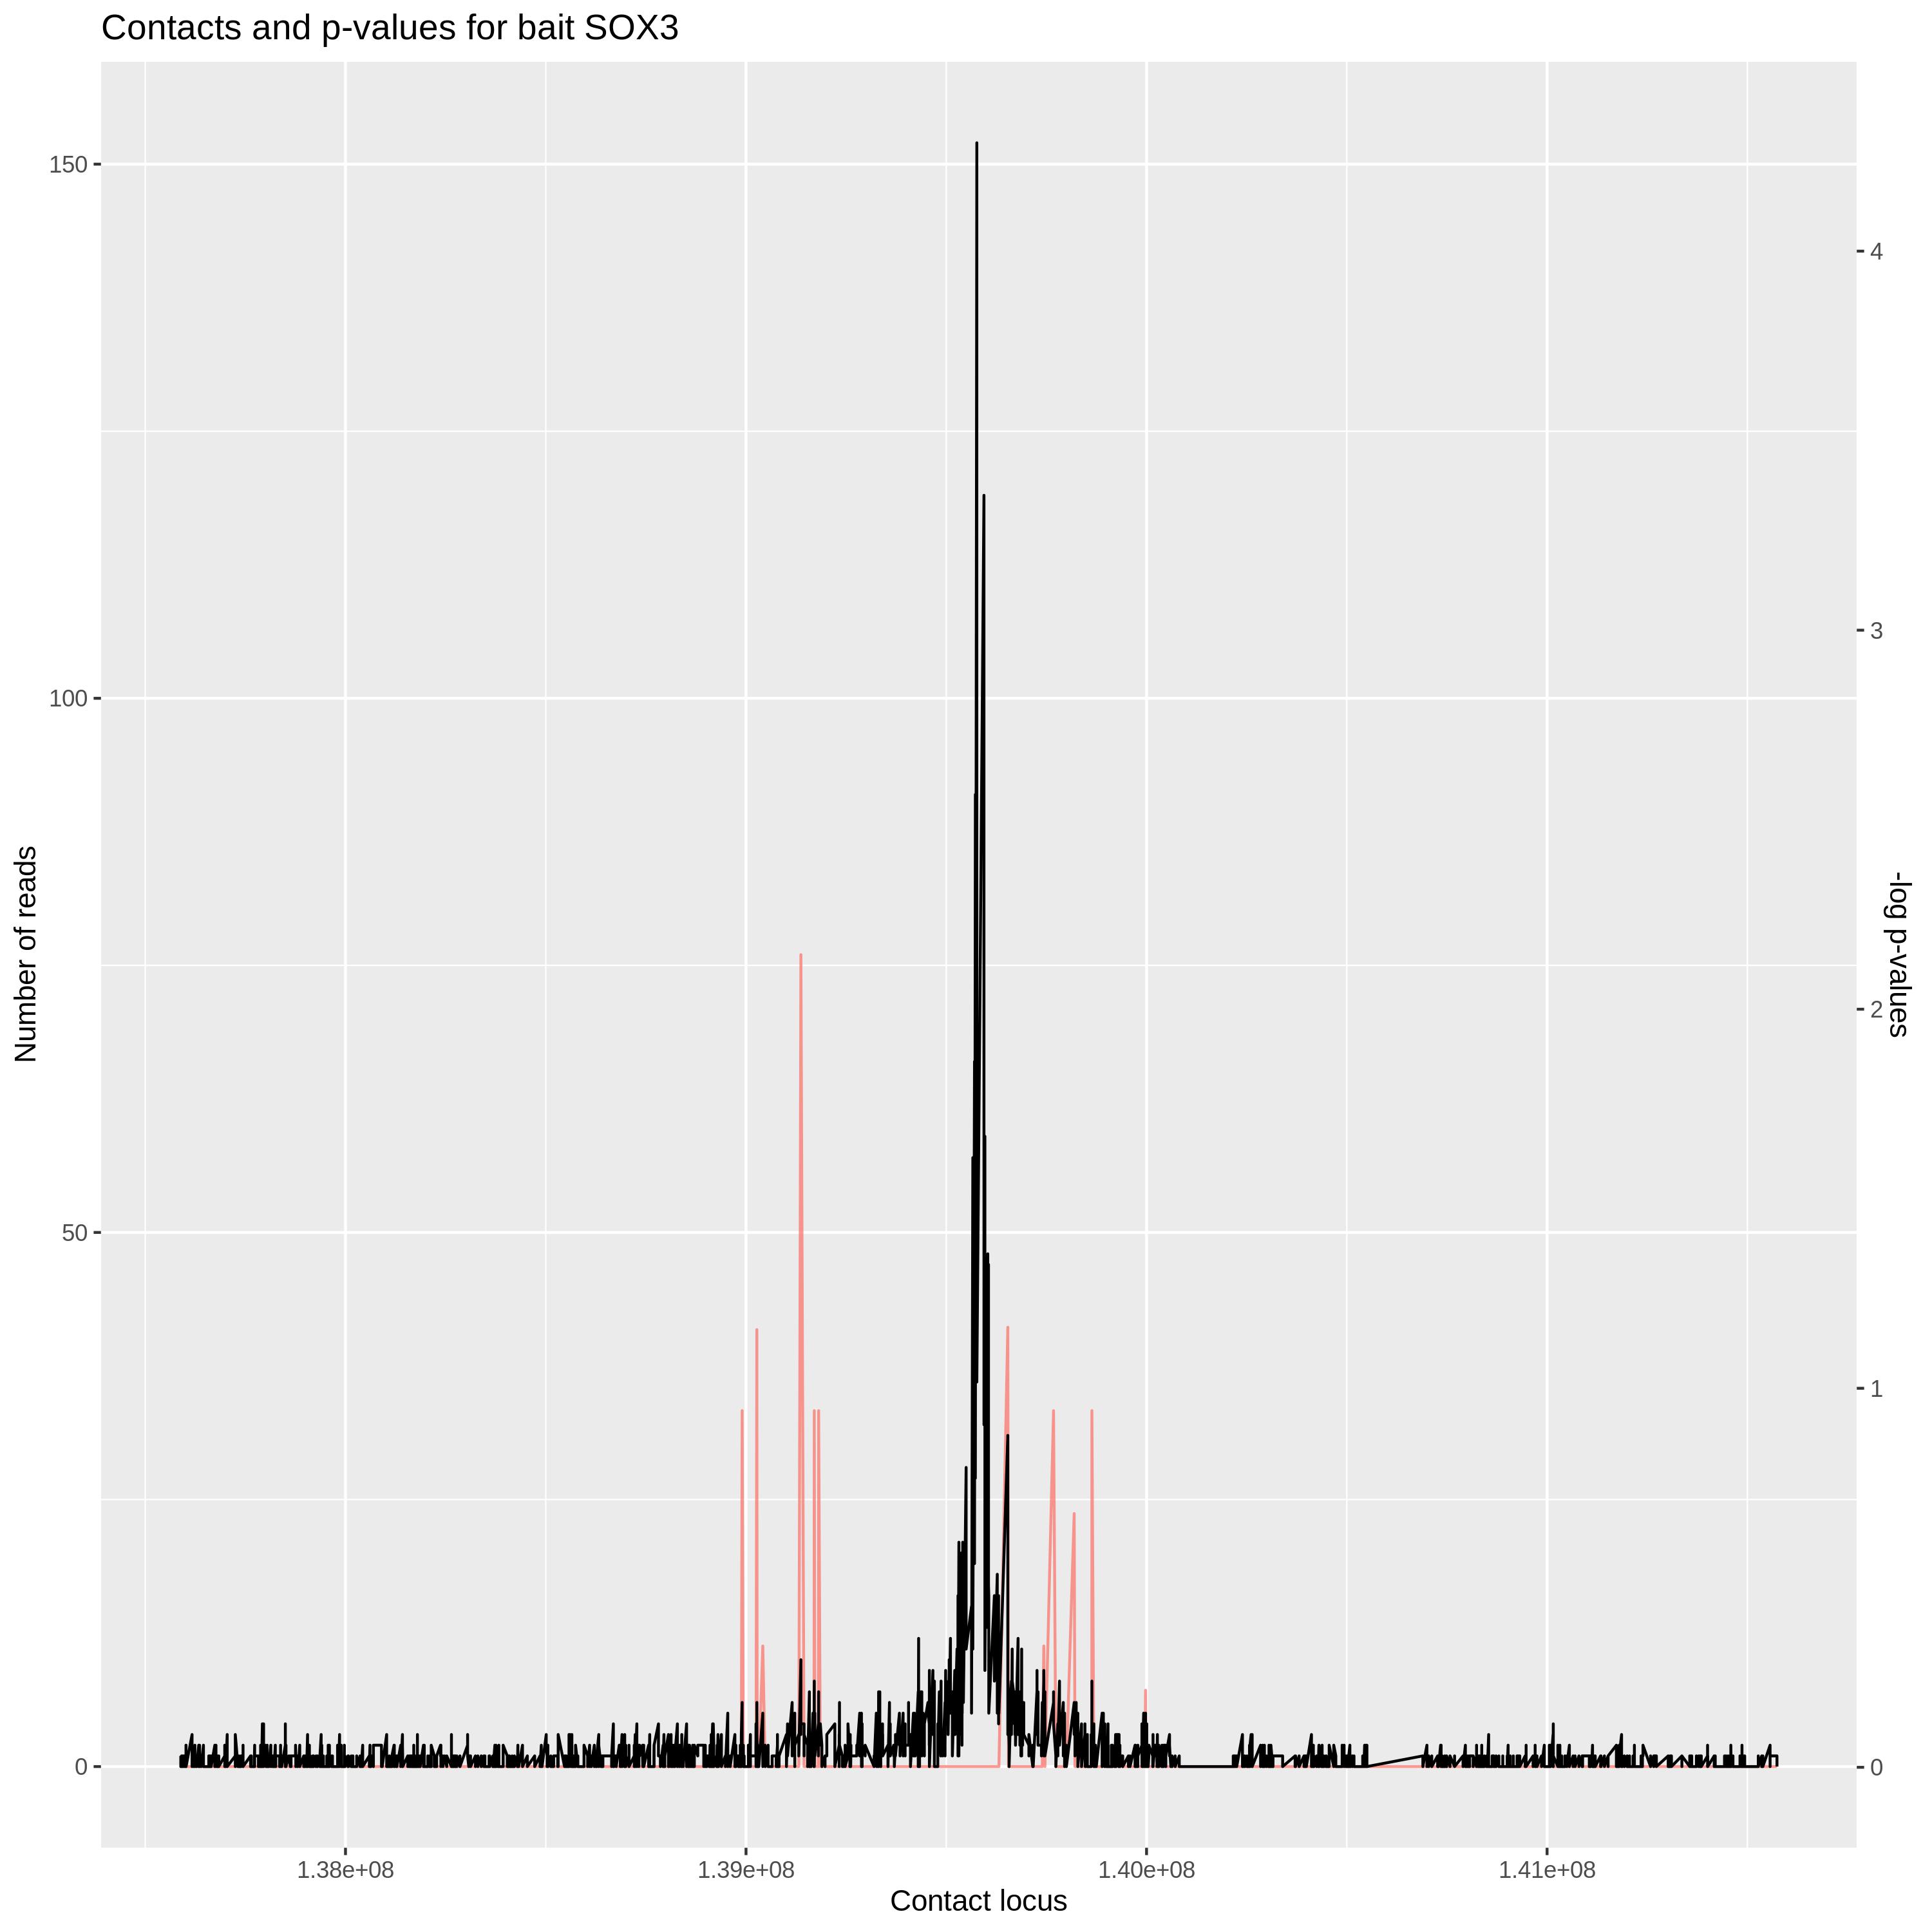 Contacts and p-values for bait SOX3
150
100
50
0
Number of reads
4
3
2
1
0
-log p-values
1.38e+08
1.39e+08
1.40e+08
1.41e+08
Contact locus